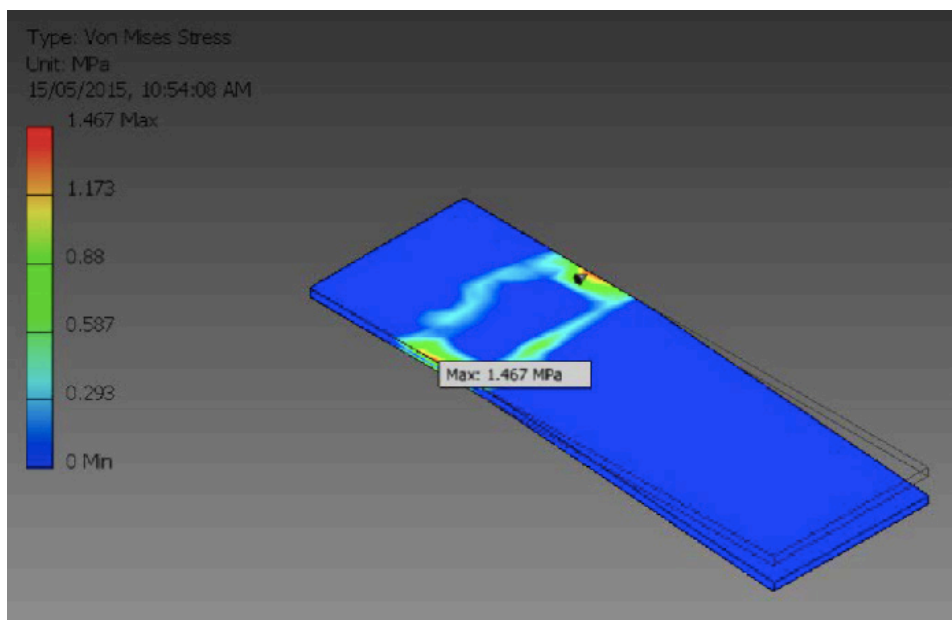 Type: Von Mises Stress
Unit: MPa
15/05/2015, 10:54:08 AM
1.467 Max
1.173
0.88
0.587
Max: 1.467 MPa
0.293
0 Min